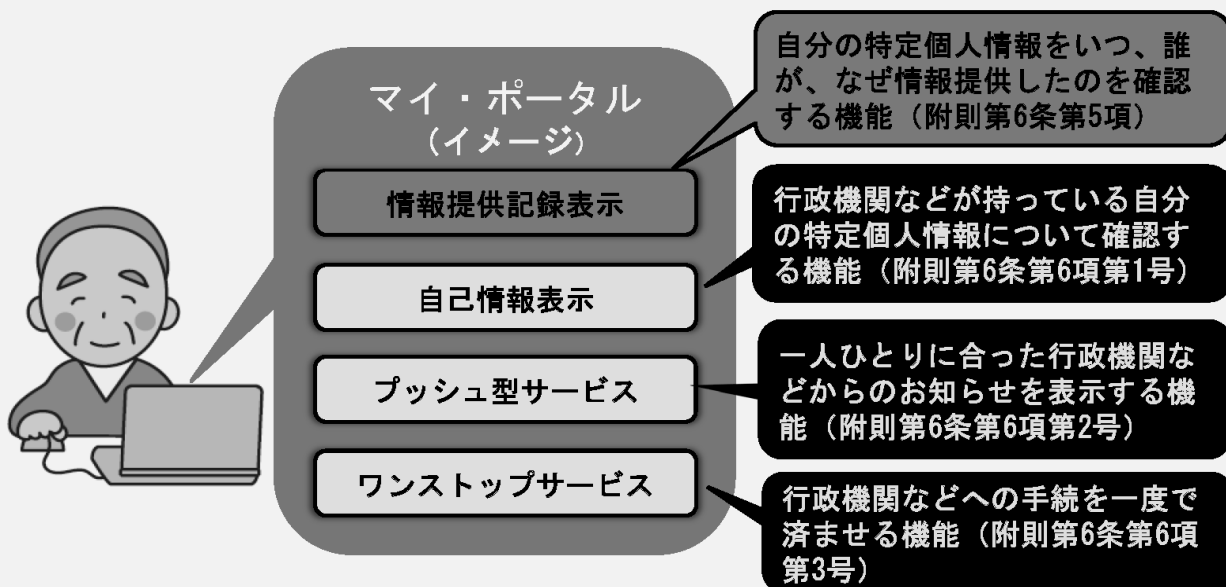 マイ・ポータル
(イメージ)
情報提供記録表示
自己情報表示
プッシュ型サービス
ワンストップサービス
自分の特定個人情報をいつ、誰
が、なぜ情報提供したのを確認
する機能（附則第6条第5項）
行政機関などが持っている自分
の特定個人情報について確認す
る機能（附則第6条第6項第1号）
一人ひとりに合った行政機関な
どからのお知らせを表示する機
能（附則第6条第6項第2号）
行政機関などへの手続を一度で
済ませる機能（附則第6条第6項
第3号）